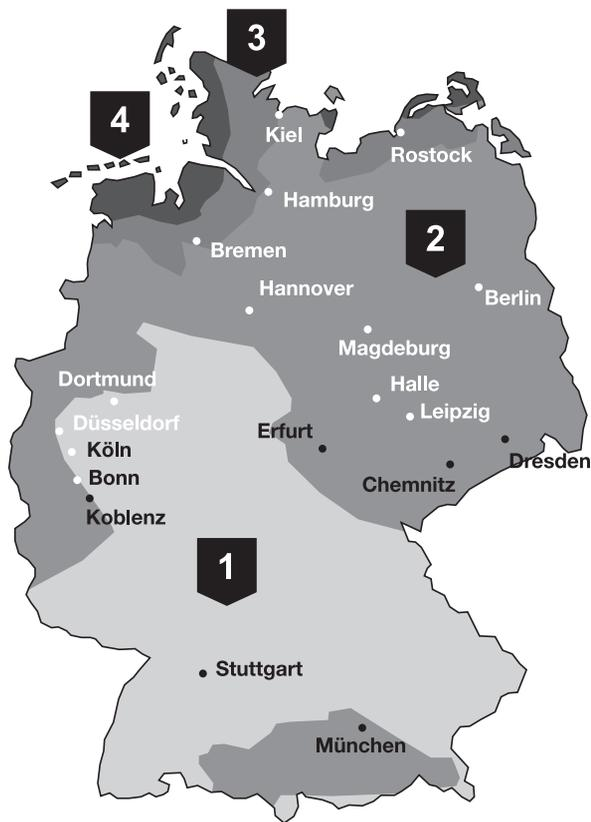 3
4
Kiel
Rostock
Hamburg
2
Bremen
Hannover
Berlin
Magdeburg
Dortmund
Halle
Leipzig
Düsseldorf
Erfurt
Köln
Dresden
Bonn
Chemnitz
Koblenz
1
Stuttgart
München